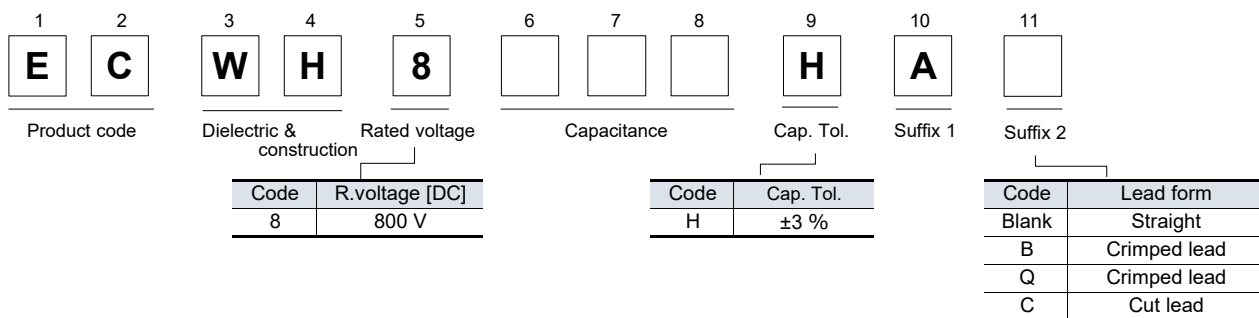 1 2 3 4 5 6 7 8 9 10 11
E C W H 8 H A
Product code Dielectric & construction Rated voltage Capacitance Cap. Tol. Suffix 1 Suffix 2
Code R.voltage [DC]
8 800 V
Code Cap. Tol.
H ±3 %
Code Lead form
Blank Straight
B Crimped lead
Q Crimped lead
C Cut lead